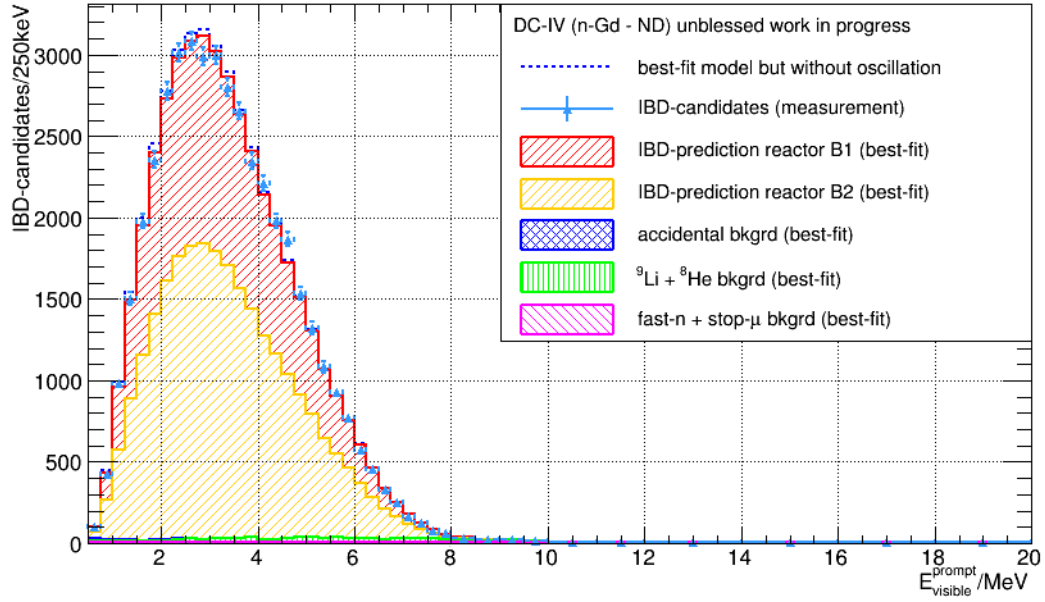 IBD-candidates/250keV
3000
2500
2000
1500
1000
500
0
DC-IV (n-Gd - ND) unblessed work in progress
best-fit model but without oscillation
IBD-candidates (measurement)
IBD-prediction reactor B1 (best-fit)
IBD-prediction reactor B2 (best-fit)
accidental bkgrd (best-fit)
⁹Li + ⁸He bkgrd (best-fit)
fast-n + stop-μ bkgrd (best-fit)
2 4 6 8 10 12 14 16 18 20
E prompt visible /MeV